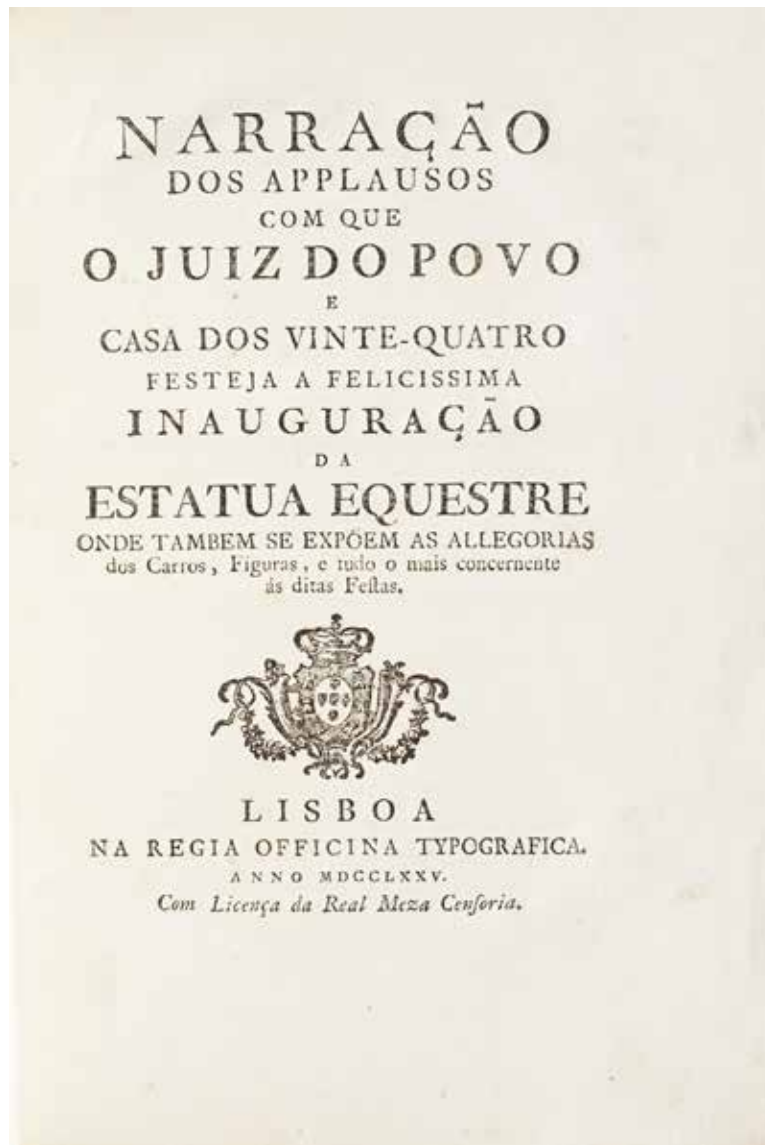 NARRAÇÃO
DOS APPLAUSOS
COM QUE
O JUIZ DO POVO
E
CASA DOS VINTE-QUATRO
FESTEJA A FELICISSIMA
INAUGURAÇÃO
DA
ESTATUA EQUESTRE
ONDE TAMBEM SE EXPÕEM AS ALLEGORIAS
dos Carros, Figuras, e tudo o mais concernente
ás ditas Feſtas.
LISBOA
NA REGIA OFFICINA TYPOGRAFICA.
ANNO MDCCLXXV.
Com Licença da Real Meza Cenſoria.